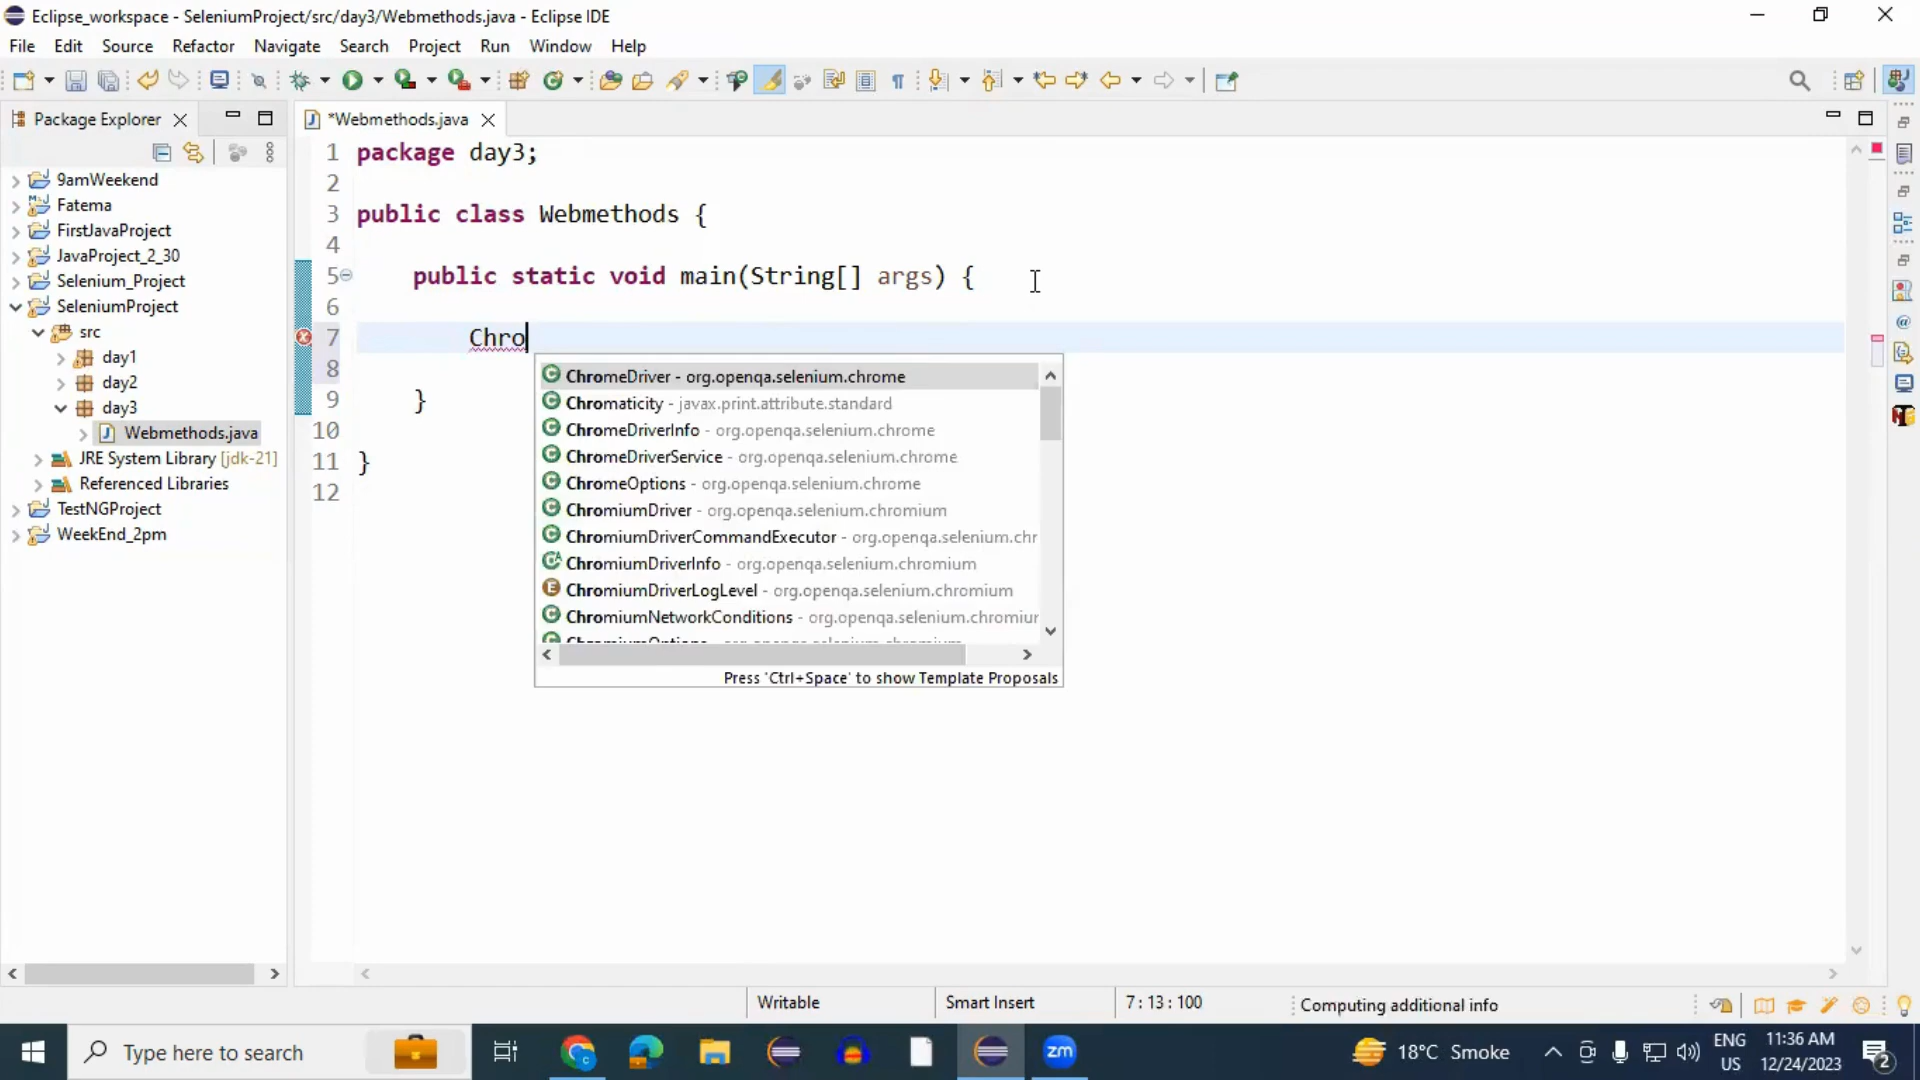 Eclipse_workspace - SeleniumProject/src/day3/Webmethods.java - Eclipse IDE
File Edit Source Refactor Navigate Search Project Run Window Help
Package Explorer
*Webmethods.java
9amWeekend
Fatema
FirstJavaProject
JavaProject_2_30
Selenium_Project
SeleniumProject
src
day1
day2
day3
Webmethods.java
JRE System Library [jdk-21]
Referenced Libraries
TestNGProject
WeekEnd_2pm
1 package day3;
2
3 public class Webmethods {
4
5 public static void main(String[] args) {
6
7 Chro
8
9 }
10
11 }
12
ChromeDriver - org.openqa.selenium.chrome
Chromaticity - javax.print.attribute.standard
ChromeDriverInfo - org.openqa.selenium.chrome
ChromeDriverService - org.openqa.selenium.chrome
ChromeOptions - org.openqa.selenium.chrome
ChromiumDriver - org.openqa.selenium.chromium
ChromiumDriverCommandExecutor - org.openqa.selenium.chr
ChromiumDriverInfo - org.openqa.selenium.chromium
ChromiumDriverLogLevel - org.openqa.selenium.chromium
ChromiumNetworkConditions - org.openqa.selenium.chromiur
ChromiumOptions - org.openqa.selenium.chromium
Press 'Ctrl+Space' to show Template Proposals
Writable Smart Insert 7 : 13 : 100 Computing additional info
Type here to search
zm
18°C Smoke
ENG
US
11:36 AM
12/24/2023
2